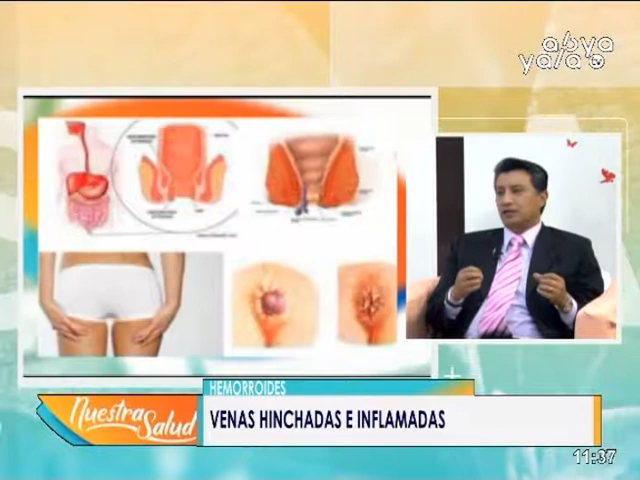 abya
yala tv
HEMORROIDES
Nuestra Salud
VENAS HINCHADAS E INFLAMADAS
11:37